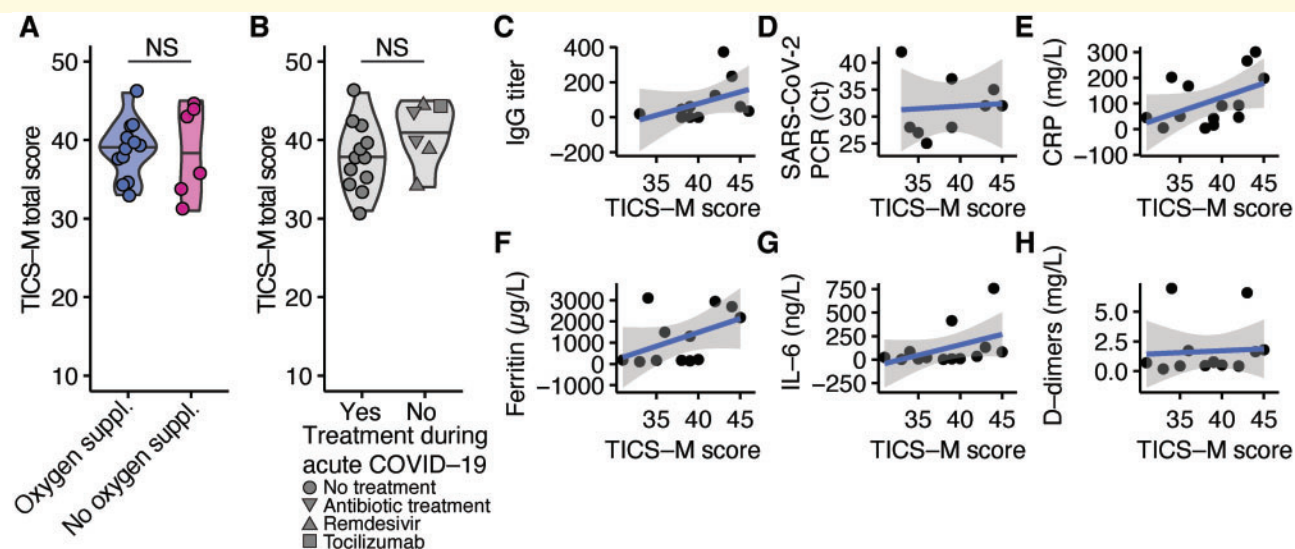 A
NS
TICS–M total score
50
40
30
20
10
Oxygen suppl.
No oxygen suppl.
B
NS
TICS–M total score
50
40
30
20
10
Yes No
Treatment during
acute COVID–19
No treatment
Antibiotic treatment
Remdesivir
Tocilizumab
C
IgG titer
400
200
0
−200
35 40 45
TICS–M score
D
SARS-CoV-2
PCR (Ct)
40
35
30
25
35 40 45
TICS–M score
E
CRP (mg/L)
300
200
100
0
−100
35 40 45
TICS–M score
F
Ferritin (µg/L)
3000
2000
1000
0
−1000
35 40 45
TICS–M score
G
IL–6 (ng/L)
750
500
250
0
−250
35 40 45
TICS–M score
H
D–dimers (mg/L)
5.0
2.5
0.0
35 40 45
TICS–M score